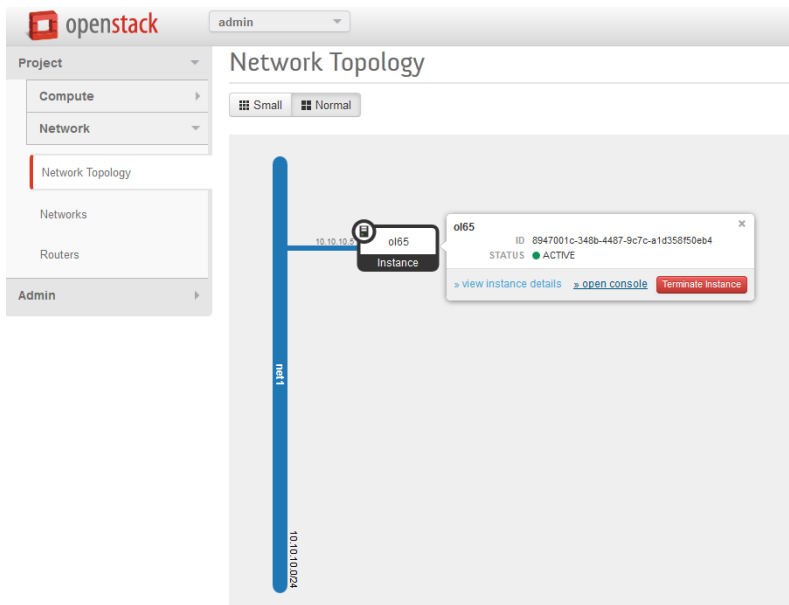 openstack
admin
Project
Compute
Network
Network Topology
Networks
Routers
Admin
Network Topology
Small
Normal
10.10.10.5
ol65
Instance
ol65
ID 8947001c-348b-4487-9c7c-a1d358f50eb4
STATUS ACTIVE
» view instance details » open console Terminate Instance
net1
10.10.10.0/24